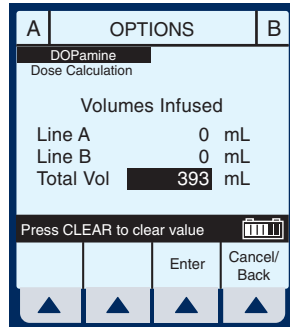 A OPTIONS B
DOPamine
Dose Calculation
Volumes Infused
Line A 0 mL
Line B 0 mL
Total Vol 393 mL
Press CLEAR to clear value
Enter Cancel/
Back